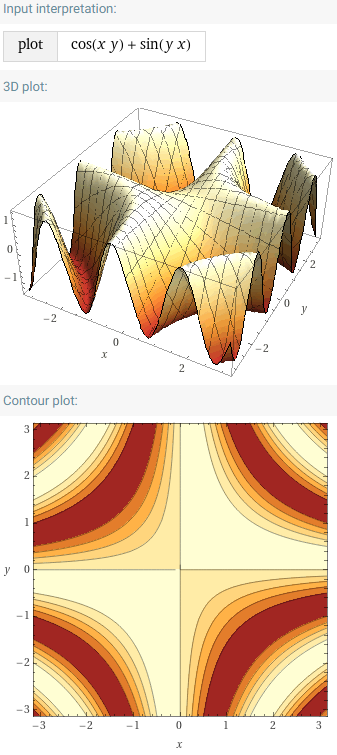 Input interpretation:
plot cos(x y) + sin(y x)
3D plot:
1
0
−1
−2
0
2
x
2
0
−2
y
Contour plot:
3
2
1
y 0
−1
−2
−3
−3 −2 −1 0 1 2 3
x